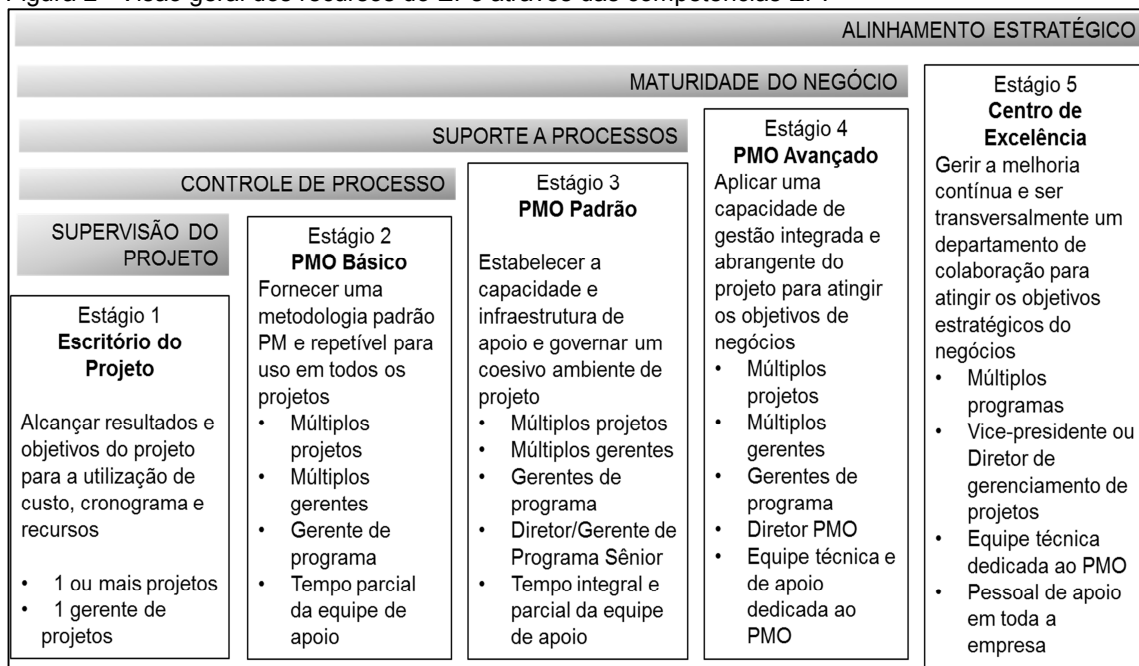 ALINHAMENTO ESTRATÉGICO
MATURIDADE DO NEGÓCIO
SUPORTE A PROCESSOS
CONTROLE DE PROCESSO
SUPERVISÃO DO
PROJETO
Estágio 1
Escritório do
Projeto
Alcançar resultados e
objetivos do projeto
para a utilização de
custo, cronograma e
recursos
• 1 ou mais projetos
• 1 gerente de
projetos
Estágio 2
PMO Básico
Fornecer uma
metodologia padrão
PM e repetível para
uso em todos os
projetos
• Múltiplos
projetos
• Múltiplos
gerentes
• Gerente de
programa
• Tempo parcial
da equipe de
apoio
Estágio 3
PMO Padrão
Estabelecer a
capacidade e
infraestrutura de
apoio e governar um
coesivo ambiente de
projeto
• Múltiplos projetos
• Múltiplos gerentes
• Gerentes de
programa
• Diretor/Gerente de
Programa Sênior
• Tempo integral e
parcial da equipe
de apoio
Estágio 4
PMO Avançado
Aplicar uma
capacidade de
gestão integrada e
abrangente do
projeto para atingir
os objetivos de
negócios
• Múltiplos
projetos
• Múltiplos
gerentes
• Gerentes de
programa
• Diretor PMO
• Equipe técnica e
de apoio
dedicada ao
PMO
Estágio 5
Centro de
Excelência
Gerir a melhoria
contínua e ser
transversalmente um
departamento de
colaboração para
atingir os objetivos
estratégicos do
negócios
• Múltiplos
programas
• Vice-presidente ou
Diretor de
gerenciamento de
projetos
• Equipe técnica
dedicada ao PMO
• Pessoal de apoio
em toda a
empresa